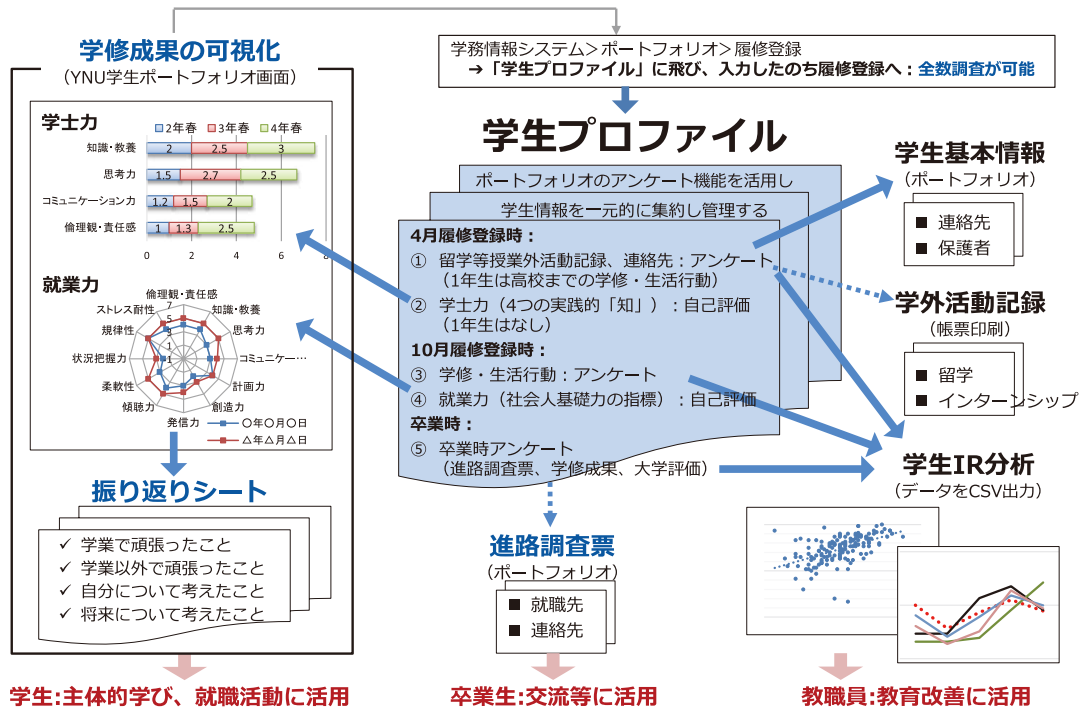 学修成果の可視化
(YNU学生ポートフォリオ画面)
学士力
2年春 3年春 4年春
知識・教養 2 2.5 3
思考力 1.5 2.7 2.5
コミュニケーション力 1.2 1.5 2
倫理観・責任感 1 1.3 2.5
0 2 4 6 8
就業力
倫理観・責任感
知識・教養
思考力
コミュニケー…
計画力
創造力
発信力
傾聴力
柔軟性
状況把握力
規律性
ストレス耐性
7
5
3
1
1
〇年〇月〇日
△年△月△日
振り返りシート
✓ 学業で頑張ったこと
✓ 学業以外で頑張ったこと
✓ 自分について考えたこと
✓ 将来について考えたこと
学生:主体的学び、就職活動に活用
学務情報システム>ポートフォリオ>履修登録
→「学生プロファイル」に飛び、入力したのち履修登録へ:全数調査が可能
学生プロファイル
ポートフォリオのアンケート機能を活用し
学生情報を一元的に集約し管理する
4月履修登録時:
① 留学等授業外活動記録、連絡先:アンケート
(1年生は高校までの学修・生活行動)
② 学士力(4つの実践的「知」):自己評価
(1年生はなし)
10月履修登録時:
③ 学修・生活行動:アンケート
④ 就業力(社会人基礎力の指標):自己評価
卒業時:
⑤ 卒業時アンケート
(進路調査票、学修成果、大学評価)
進路調査票
(ポートフォリオ)
■ 就職先
■ 連絡先
卒業生:交流等に活用
学生基本情報
(ポートフォリオ)
■ 連絡先
■ 保護者
学外活動記録
(帳票印刷)
■ 留学
■ インターンシップ
学生IR分析
(データをCSV出力)
教職員:教育改善に活用